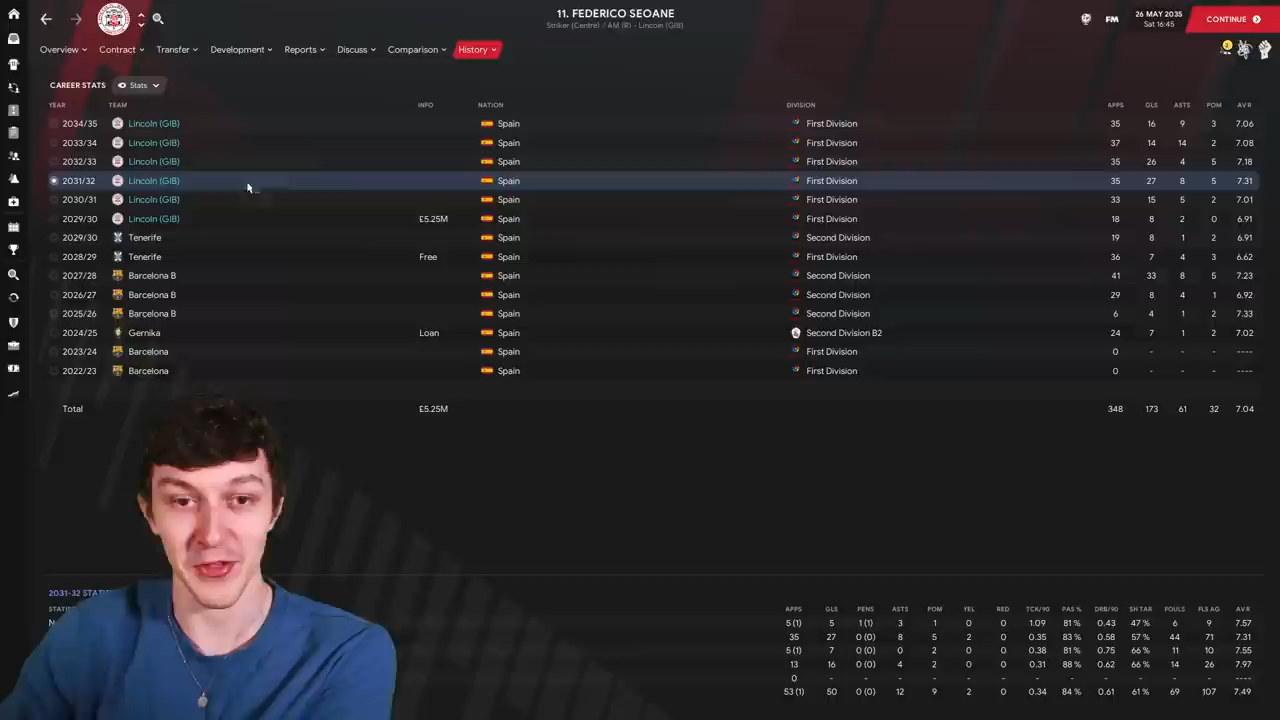 11. FEDERICO SEOANE
Striker (Centre) / AM (R) - Lincoln (GIB)
FM
26 MAY 2035
Sat 16:45
CONTINUE
2
Overview Contract Transfer Development Reports Discuss Comparison History
CAREER STATS Stats
YEAR TEAM INFO NATION DIVISION APPS GLS ASTS POM AV R
2034/35 Lincoln (GIB) Spain First Division 35 16 9 3 7.06
2033/34 Lincoln (GIB) Spain First Division 37 14 14 2 7.08
2032/33 Lincoln (GIB) Spain First Division 35 26 4 5 7.18
2031/32 Lincoln (GIB) Spain First Division 35 27 8 5 7.31
2030/31 Lincoln (GIB) Spain First Division 33 15 5 2 7.01
2029/30 Lincoln (GIB) £5.25M Spain First Division 18 8 2 0 6.91
2029/30 Tenerife Spain Second Division 19 8 1 2 6.91
2028/29 Tenerife Free Spain First Division 36 7 4 3 6.62
2027/28 Barcelona B Spain Second Division 41 33 8 5 7.23
2026/27 Barcelona B Spain Second Division 29 8 4 1 6.92
2025/26 Barcelona B Spain Second Division 6 4 1 2 7.33
2024/25 Gernika Loan Spain Second Division B2 24 7 1 2 7.02
2023/24 Barcelona Spain First Division 0 - - - ----
2022/23 Barcelona Spain First Division 0 - - - ----
Total £5.25M 348 173 61 32 7.04
2031-32
APPS GLS PENS ASTS POM YEL RED TCK/90 PAS % DRB/90 SH TAR FOULS FLS AG AV R
5 (1) 5 1 (1) 3 1 0 0 1.09 81 % 0.43 47 % 6 9 7.57
35 27 0 (0) 8 5 2 0 0.35 83 % 0.58 57 % 44 71 7.31
5 (1) 7 0 (0) 0 2 0 0 0.38 81 % 0.75 66 % 11 10 7.55
13 16 0 (0) 4 2 0 0 0.31 88 % 0.62 66 % 14 26 7.97
0 - - - - - - - - - - - - ----
53 (1) 50 0 (0) 12 9 2 0 0.34 84 % 0.61 61 % 69 107 7.49